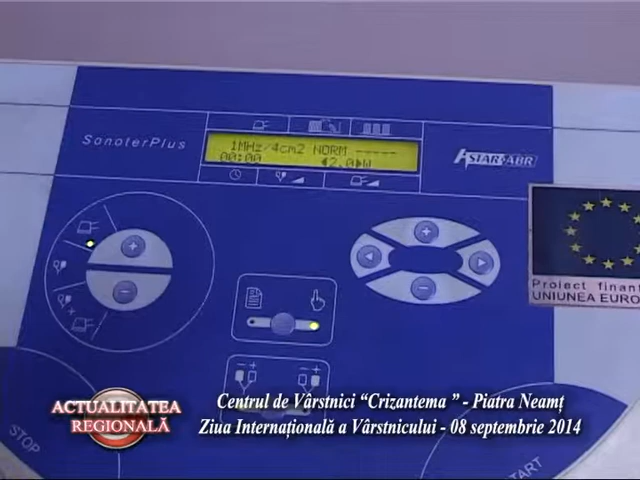 SonoterPlus
1MHz/4cm2 NORM -----
00:00 2.0 W
ASTAR ABR
Proiect finan
UNIUNEA EURO
STOP
START
ACTUALITATEA
REGIONALĂ
Centrul de Vârstnici “Crizantema ” - Piatra Neamț
Ziua Internațională a Vârstnicului - 08 septembrie 2014